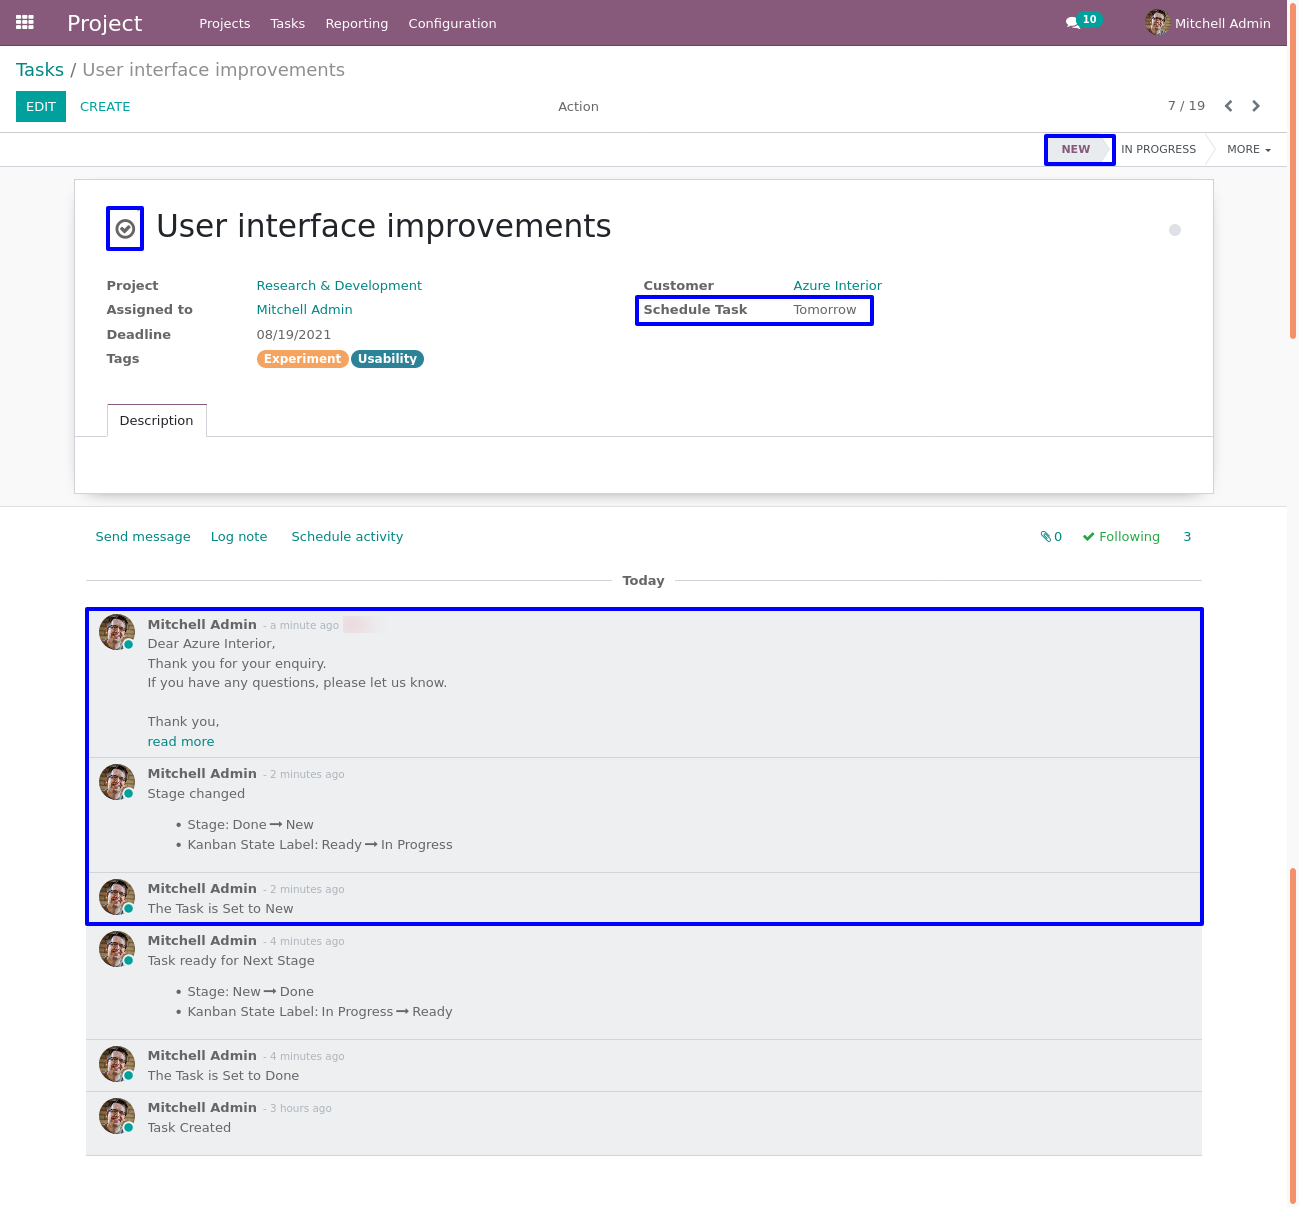 Project Projects Tasks Reporting Configuration 10 Mitchell Admin
Tasks / User interface improvements
EDIT CREATE Action 7 / 19
NEW IN PROGRESS MORE
User interface improvements
Project Research & Development Customer Azure Interior
Assigned to Mitchell Admin Schedule Task Tomorrow
Deadline 08/19/2021
Tags Experiment Usability
Description
Send message Log note Schedule activity 0 Following 3
Today
Mitchell Admin - a minute ago
Dear Azure Interior,
Thank you for your enquiry.
If you have any questions, please let us know.
Thank you,
read more
Mitchell Admin - 2 minutes ago
Stage changed
• Stage: Done → New
• Kanban State Label: Ready → In Progress
Mitchell Admin - 2 minutes ago
The Task is Set to New
Mitchell Admin - 4 minutes ago
Task ready for Next Stage
• Stage: New → Done
• Kanban State Label: In Progress → Ready
Mitchell Admin - 4 minutes ago
The Task is Set to Done
Mitchell Admin - 3 hours ago
Task Created